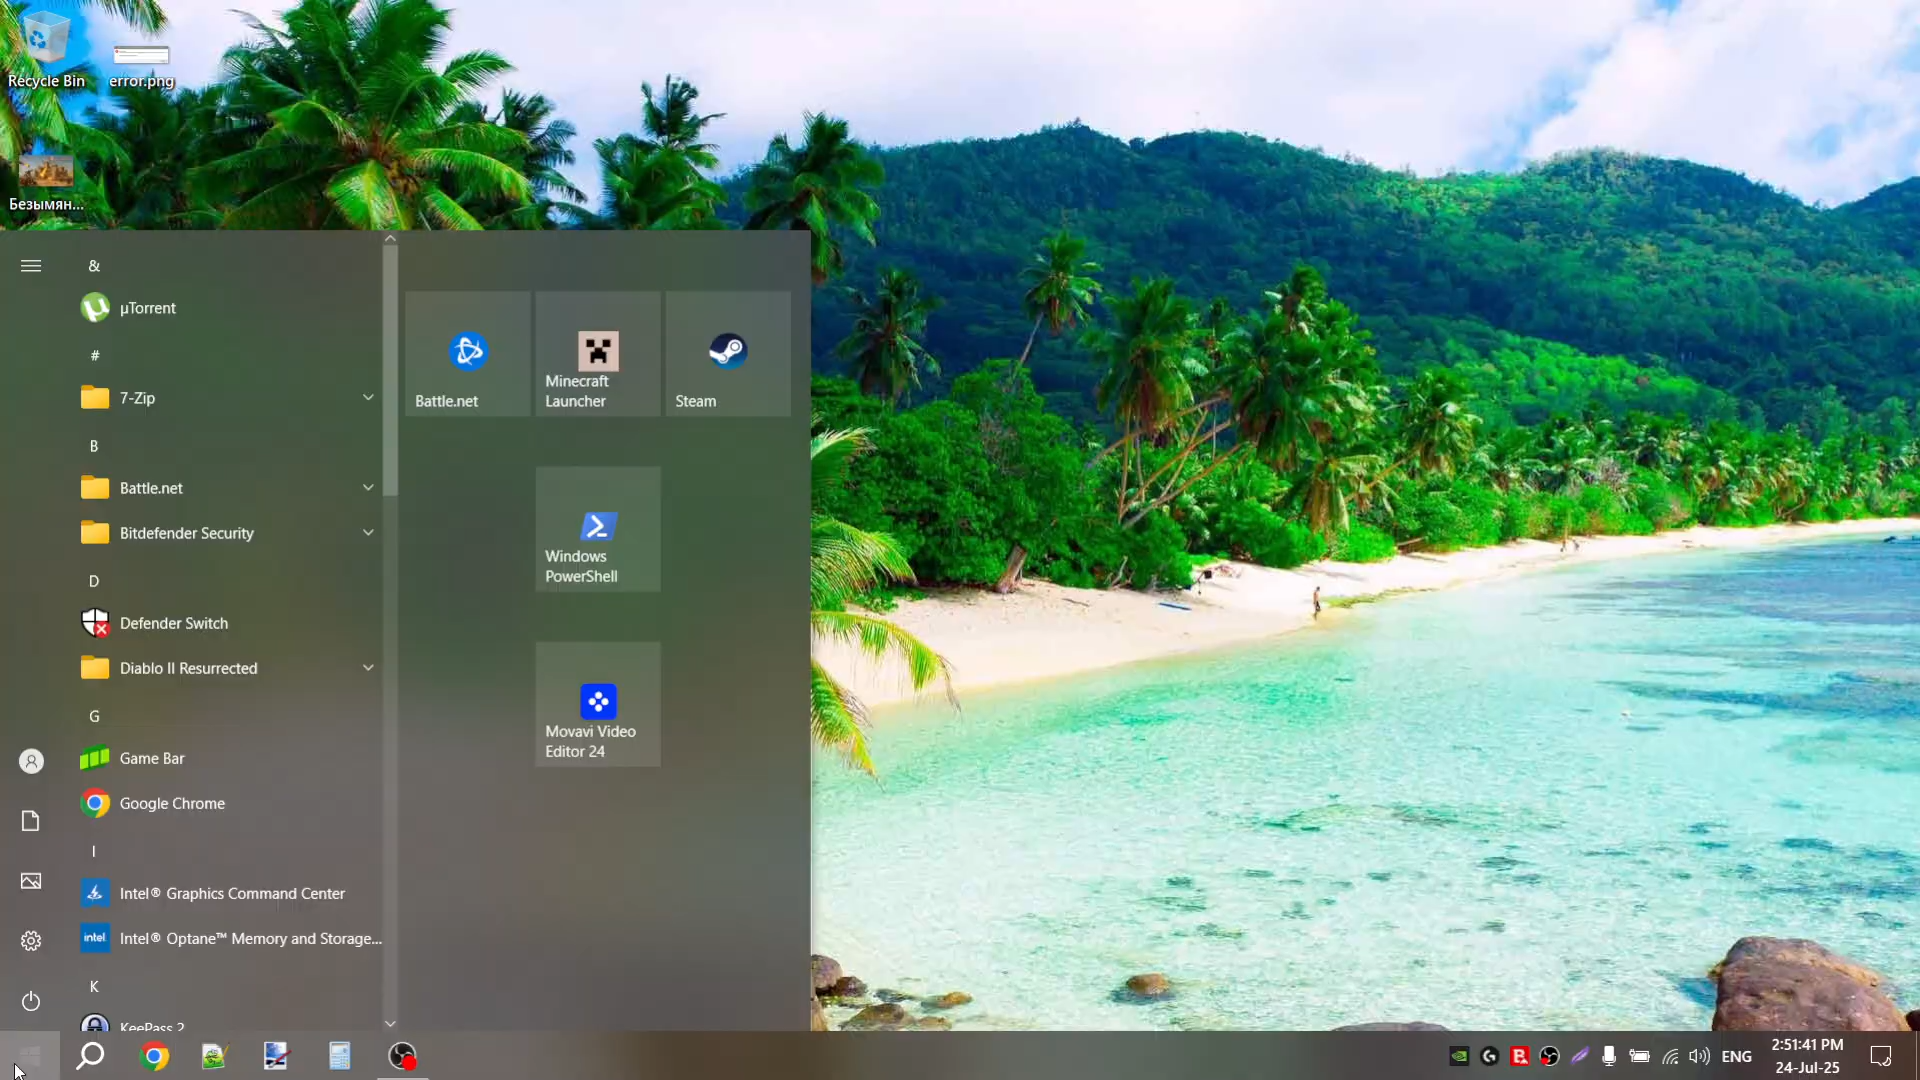 Recycle Bin
error.png
Безымян...
&
µTorrent
#
7-Zip
B
Battle.net
Bitdefender Security
D
Defender Switch
Diablo II Resurrected
G
Game Bar
Google Chrome
I
Intel® Graphics Command Center
intel
Intel® Optane™ Memory and Storage...
K
KeePass 2
Battle.net
Minecraft
Launcher
Steam
Windows
PowerShell
Movavi Video
Editor 24
ENG
2:51:41 PM
24-Jul-25